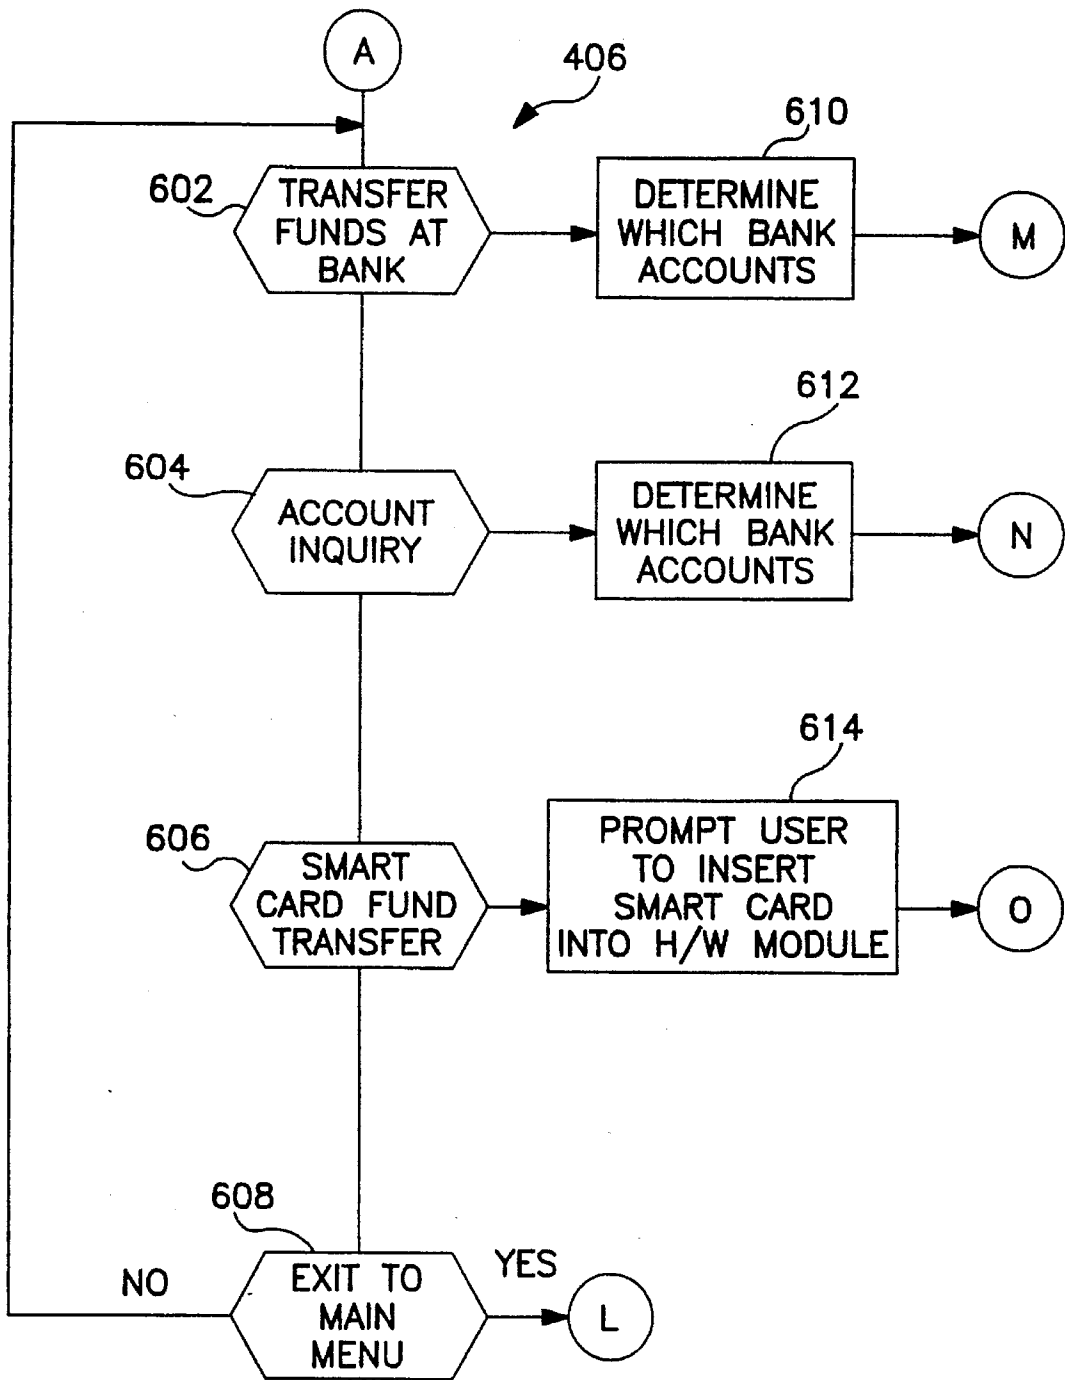 A
406
602
TRANSFER
FUNDS AT
BANK
610
DETERMINE
WHICH BANK
ACCOUNTS
M
604
ACCOUNT
INQUIRY
612
DETERMINE
WHICH BANK
ACCOUNTS
N
606
SMART
CARD FUND
TRANSFER
614
PROMPT USER
TO INSERT
SMART CARD
INTO H/W MODULE
O
608
NO
EXIT TO
MAIN
MENU
YES
L